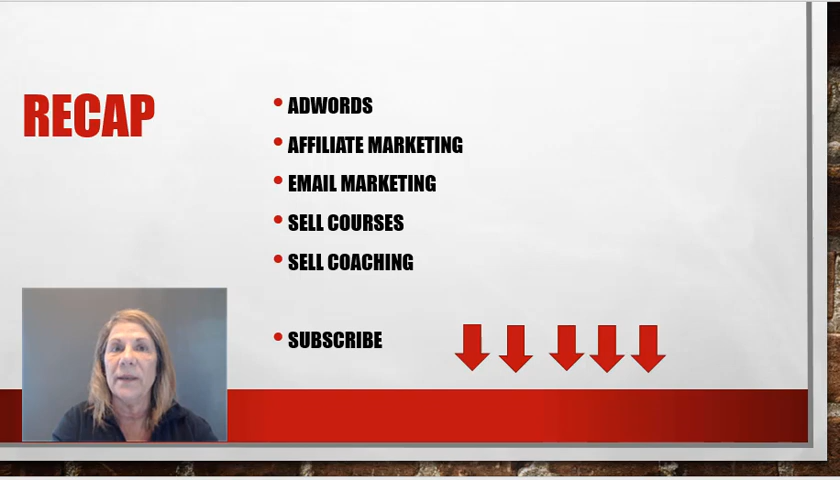 RECAP
ADWORDS
AFFILIATE MARKETING
EMAIL MARKETING
SELL COURSES
SELL COACHING
SUBSCRIBE